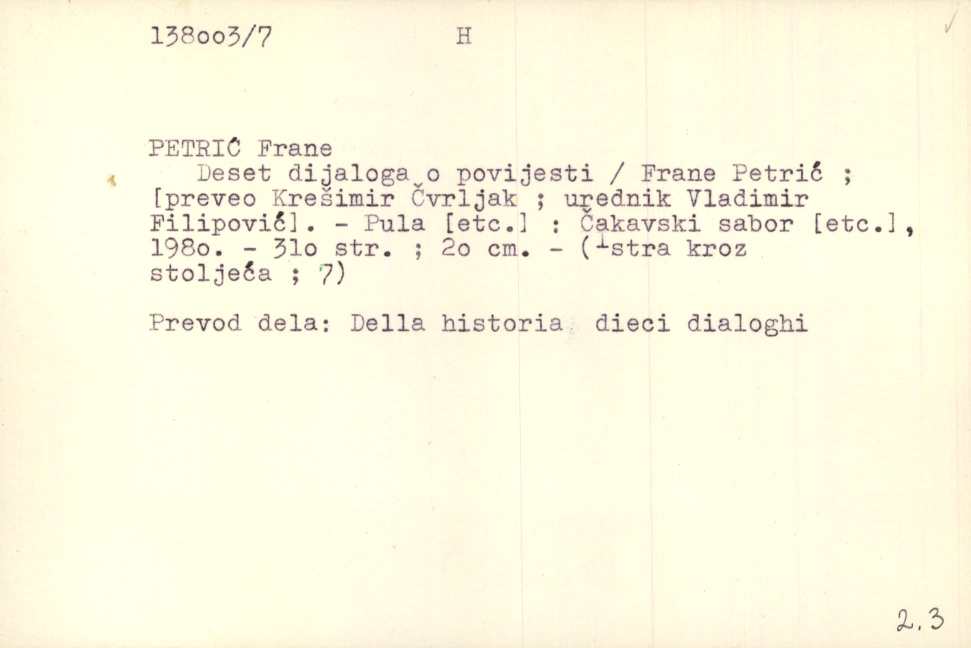 138003/7 H
PETRIĆ Frane
Deset dijaloga o povijesti / Frane Petrić ;
[preveo Krešimir Čvrljak ; urednik Vladimir
Filipović]. - Pula [etc.] : Čakavski sabor [etc.],
1980. - 310 str. ; 20 cm. - (Istra kroz
stoljeća ; 7)
Prevod dela: Della historia dieci dialoghi
2.3